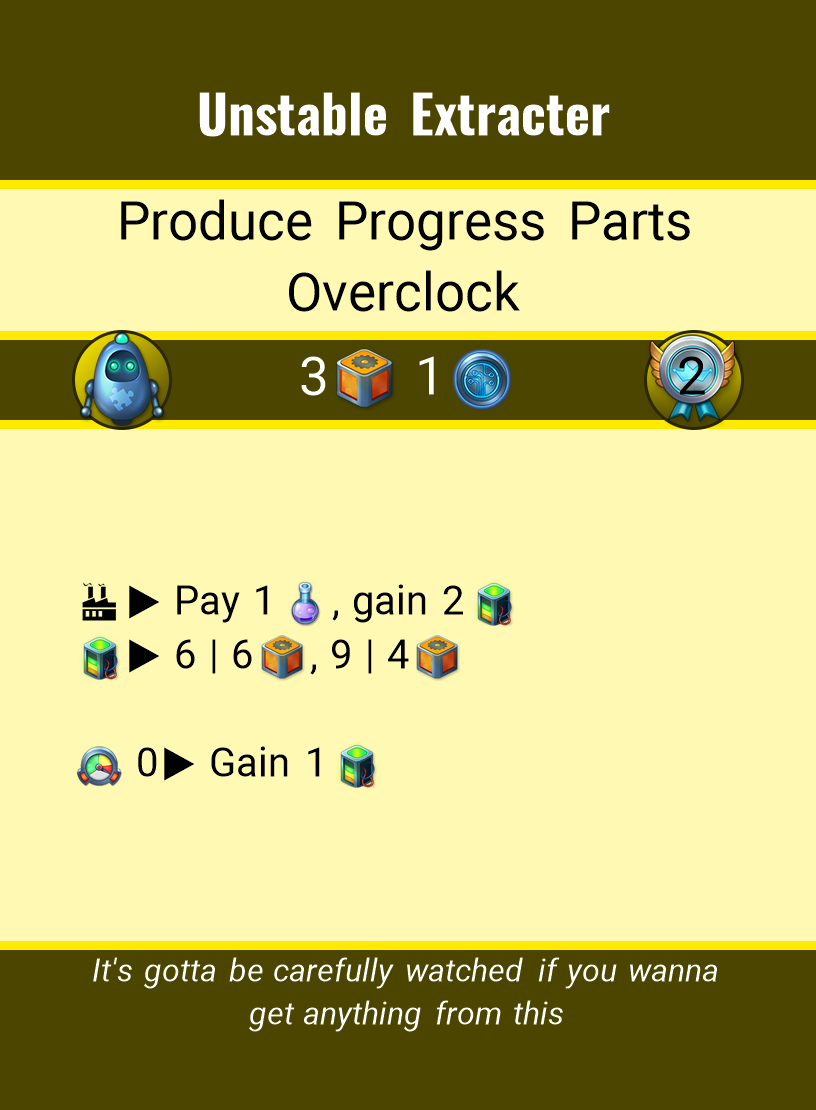 Unstable Extracter
Produce Progress Parts
Overclock
3 1 2
▶ Pay 1 , gain 2
▶ 6 | 6 , 9 | 4
0▶ Gain 1
It's gotta be carefully watched if you wanna
get anything from this